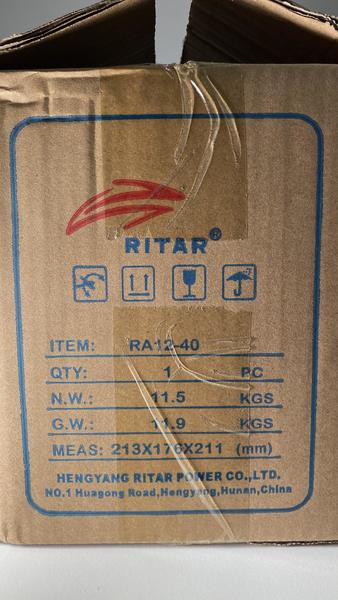 RITAR®
ITEM: RA12-40
QTY: 1 PC
N.W.: 11.5 KGS
G.W.: 11.9 KGS
MEAS: 213X176X211 (mm)
HENGYANG RITAR POWER CO.,LTD.
NO.1 Huagong Road,Hengyang,Hunan,China